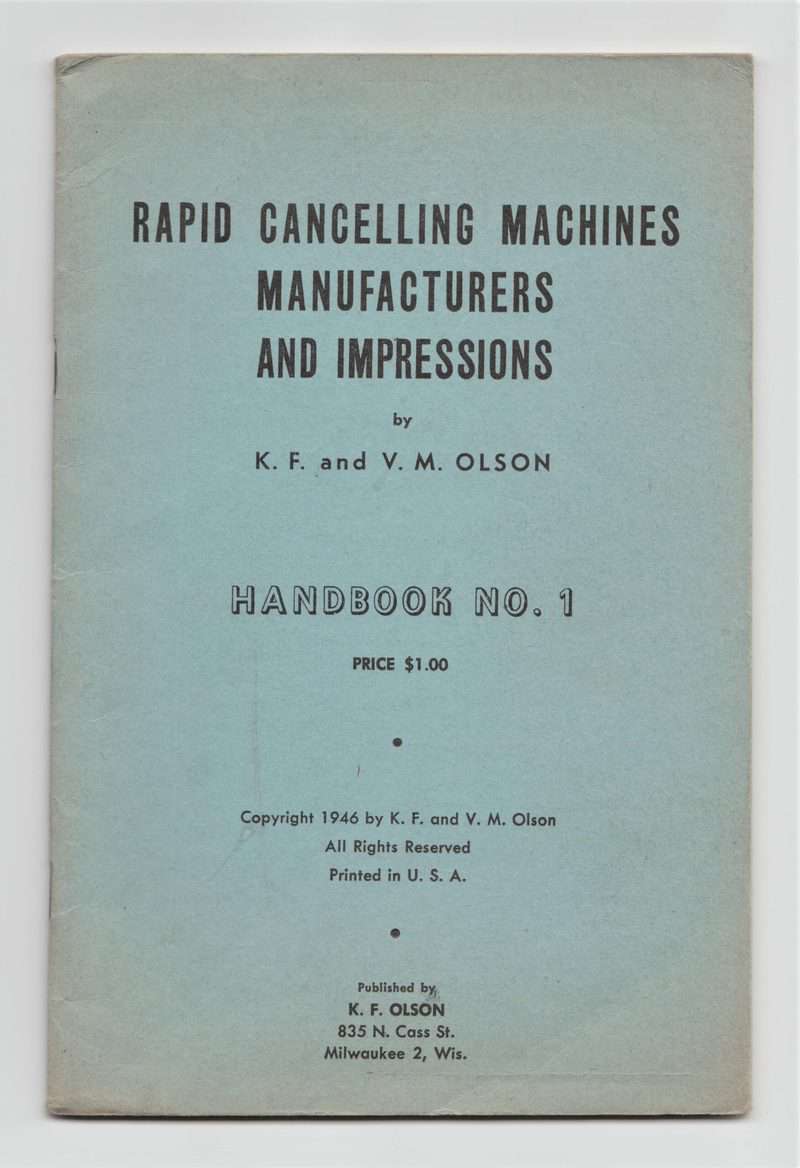 RAPID CANCELLING MACHINES
MANUFACTURERS
AND IMPRESSIONS
by
K. F. and V. M. OLSON
HANDBOOK NO. 1
PRICE $1.00
Copyright 1946 by K. F. and V. M. Olson
All Rights Reserved
Printed in U. S. A.
Published by
K. F. OLSON
835 N. Cass St.
Milwaukee 2, Wis.